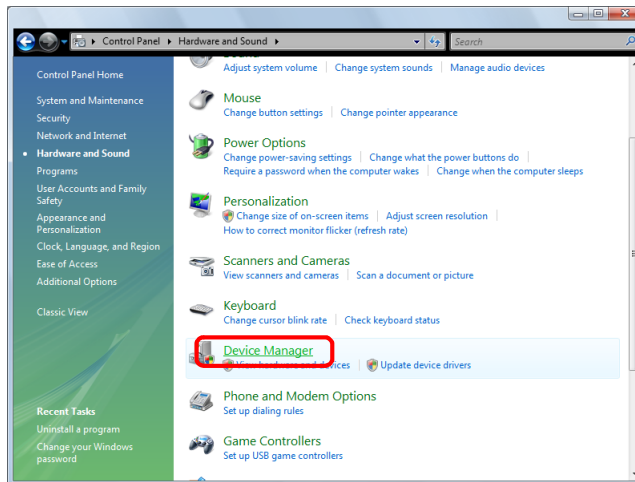 Control Panel ▸ Hardware and Sound ▸
Search
Control Panel Home
System and Maintenance
Security
Network and Internet
• Hardware and Sound
Programs
User Accounts and Family
Safety
Appearance and
Personalization
Clock, Language, and Region
Ease of Access
Additional Options
Classic View
Recent Tasks
Uninstall a program
Change your Windows
password
Adjust system volume | Change system sounds | Manage audio devices
Mouse
Change button settings | Change pointer appearance
Power Options
Change power-saving settings | Change what the power buttons do |
Require a password when the computer wakes | Change when the computer sleeps
Personalization
Change size of on-screen items | Adjust screen resolution |
How to correct monitor flicker (refresh rate)
Scanners and Cameras
View scanners and cameras | Scan a document or picture
Keyboard
Change cursor blink rate | Check keyboard status
Device Manager
View hardware and devices | Update device drivers
Phone and Modem Options
Set up dialing rules
Game Controllers
Set up USB game controllers